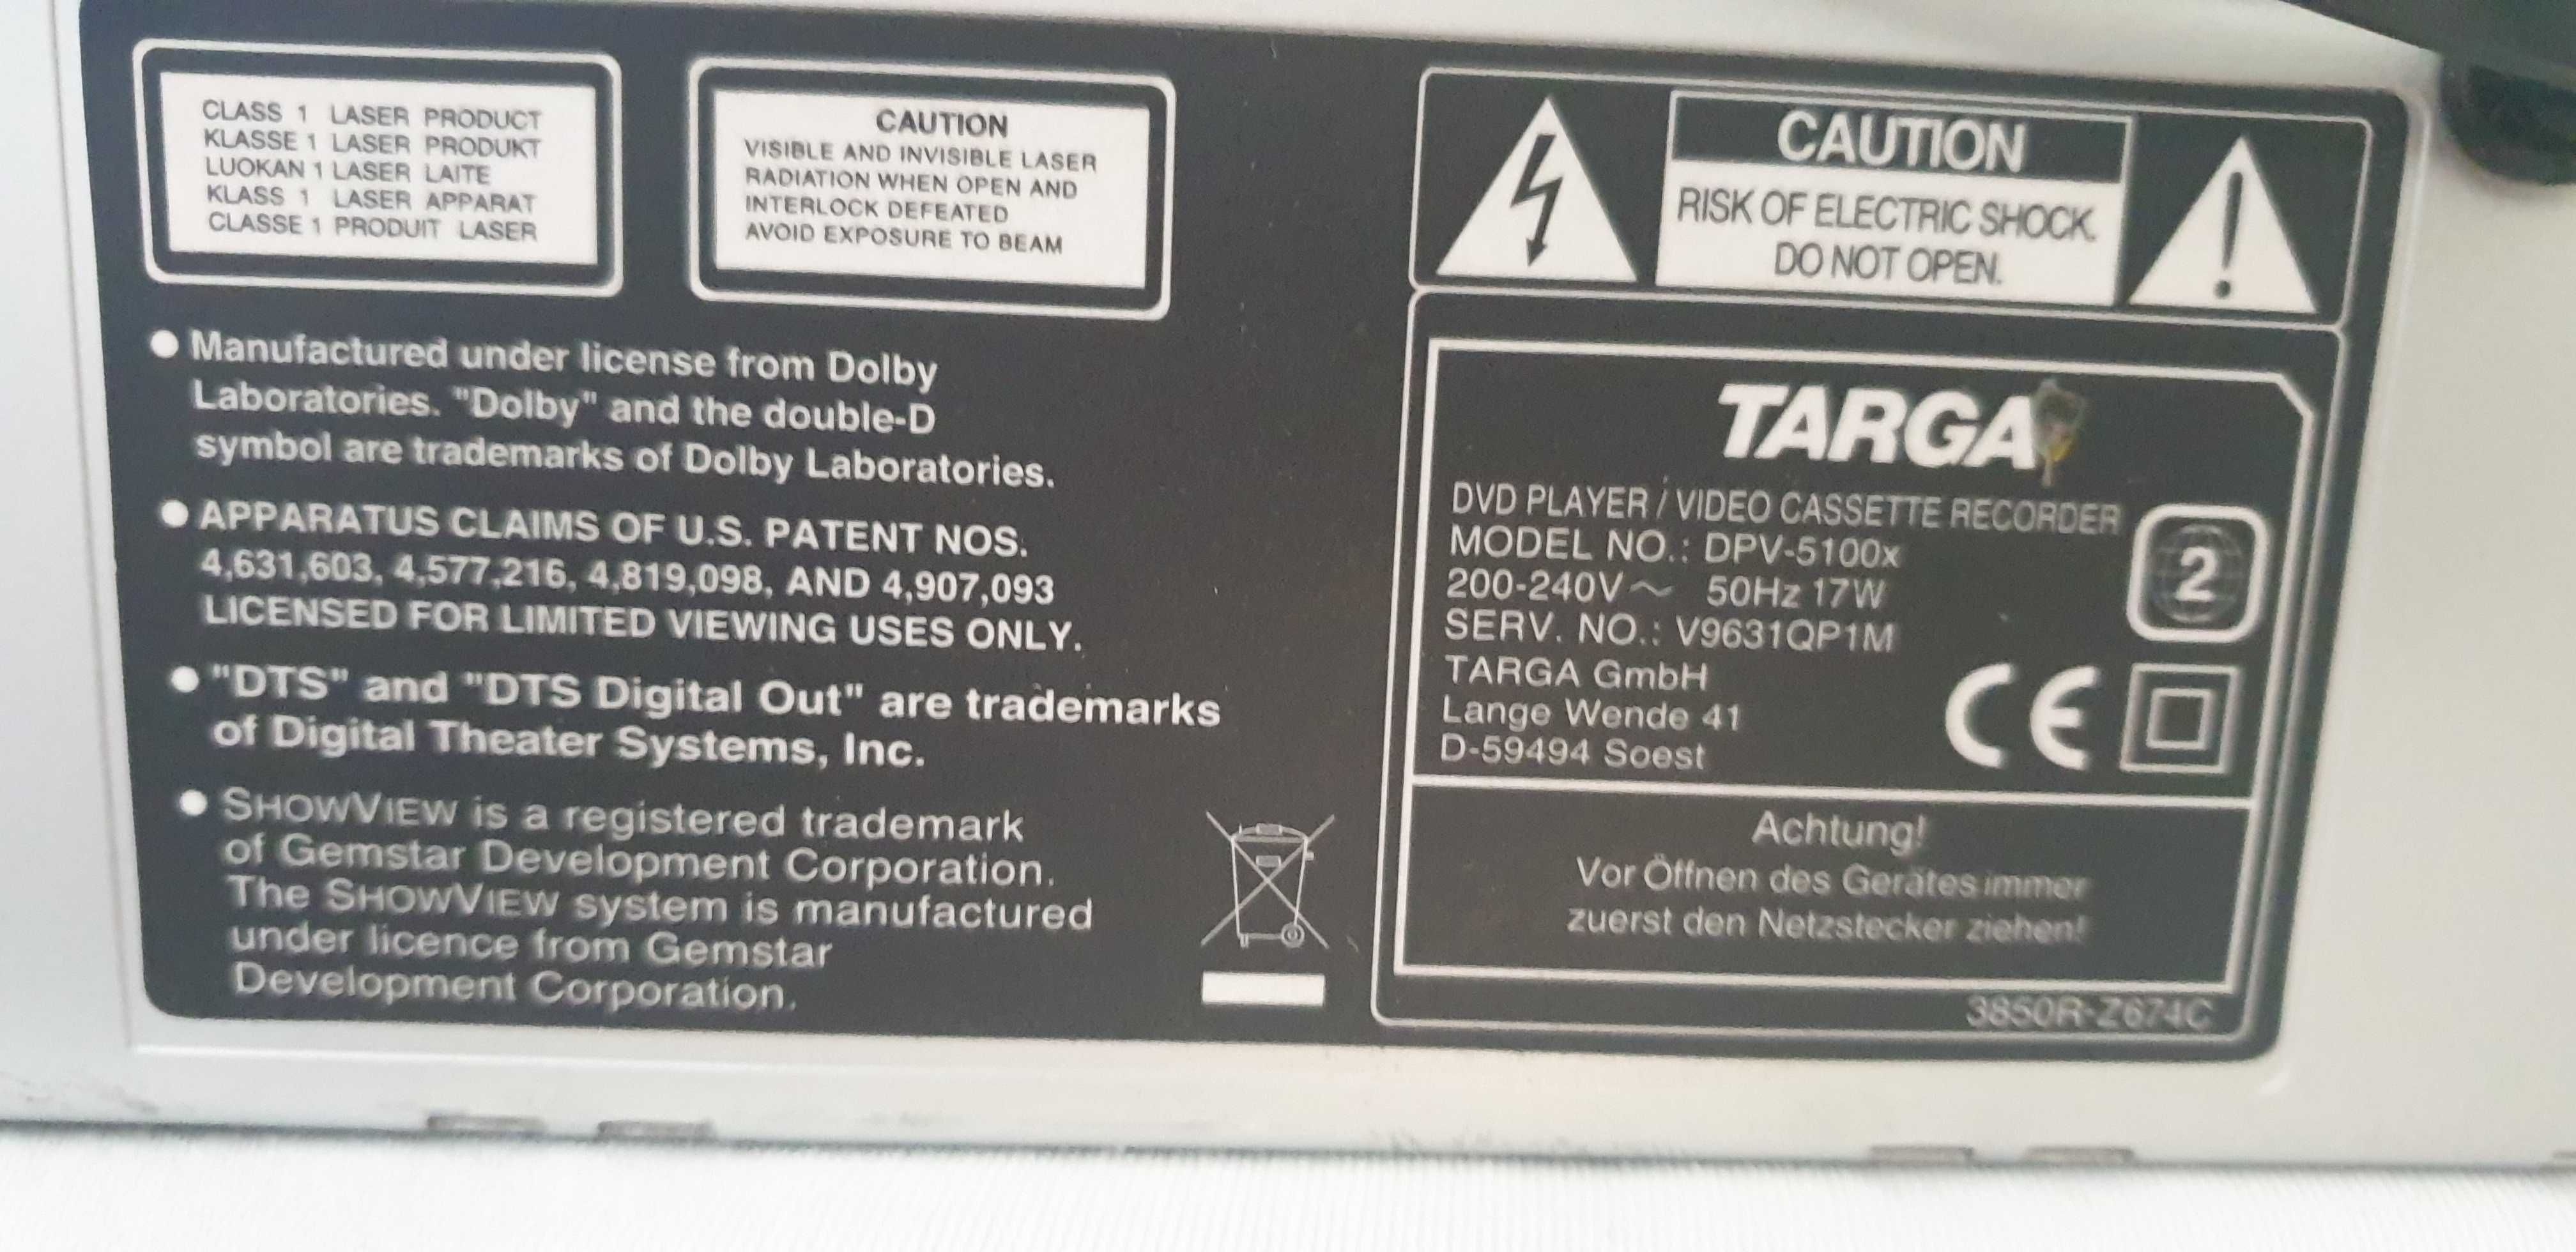 CLASS 1 LASER PRODUCT
KLASSE 1 LASER PRODUKT
LUOKAN 1 LASER LAITE
KLASS 1 LASER APPARAT
CLASSE 1 PRODUIT LASER
CAUTION
VISIBLE AND INVISIBLE LASER
RADIATION WHEN OPEN AND
INTERLOCK DEFEATED
AVOID EXPOSURE TO BEAM
● Manufactured under license from Dolby
Laboratories. "Dolby" and the double-D
symbol are trademarks of Dolby Laboratories.
● APPARATUS CLAIMS OF U.S. PATENT NOS.
4,631,603, 4,577,216, 4,819,098, AND 4,907,093
LICENSED FOR LIMITED VIEWING USES ONLY.
● "DTS" and "DTS Digital Out" are trademarks
of Digital Theater Systems, Inc.
● SHOWVIEW is a registered trademark
of Gemstar Development Corporation.
The SHOWVIEW system is manufactured
under licence from Gemstar
Development Corporation.
CAUTION
RISK OF ELECTRIC SHOCK.
DO NOT OPEN.
TARGA
DVD PLAYER / VIDEO CASSETTE RECORDER
MODEL NO.: DPV-5100x
200-240V~ 50Hz 17W
SERV. NO.: V9631QP1M
TARGA GmbH
Lange Wende 41
D-59494 Soest
2
CE
Achtung!
Vor Öffnen des Gerätes immer
zuerst den Netzstecker ziehen!
3850R-Z674C